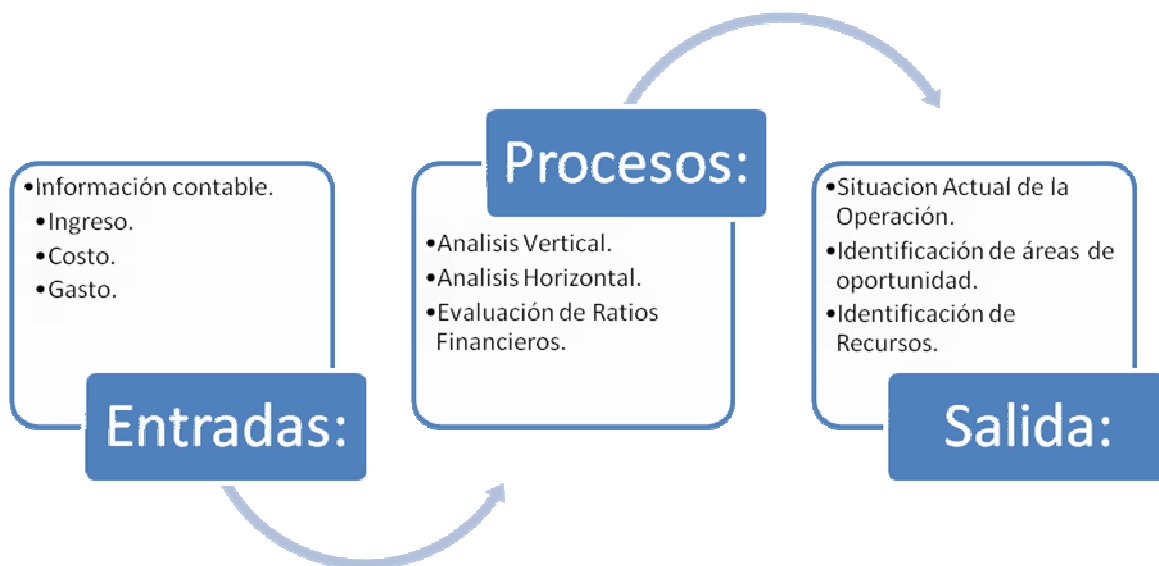 •Información contable.
•Ingreso.
•Costo.
•Gasto.
Entradas:
Procesos:
•Analisis Vertical.
•Analisis Horizontal.
•Evaluación de Ratios
Financieros.
•Situacion Actual de la
Operación.
•Identificación de áreas de
oportunidad.
•Identificación de
Recursos.
Salida: